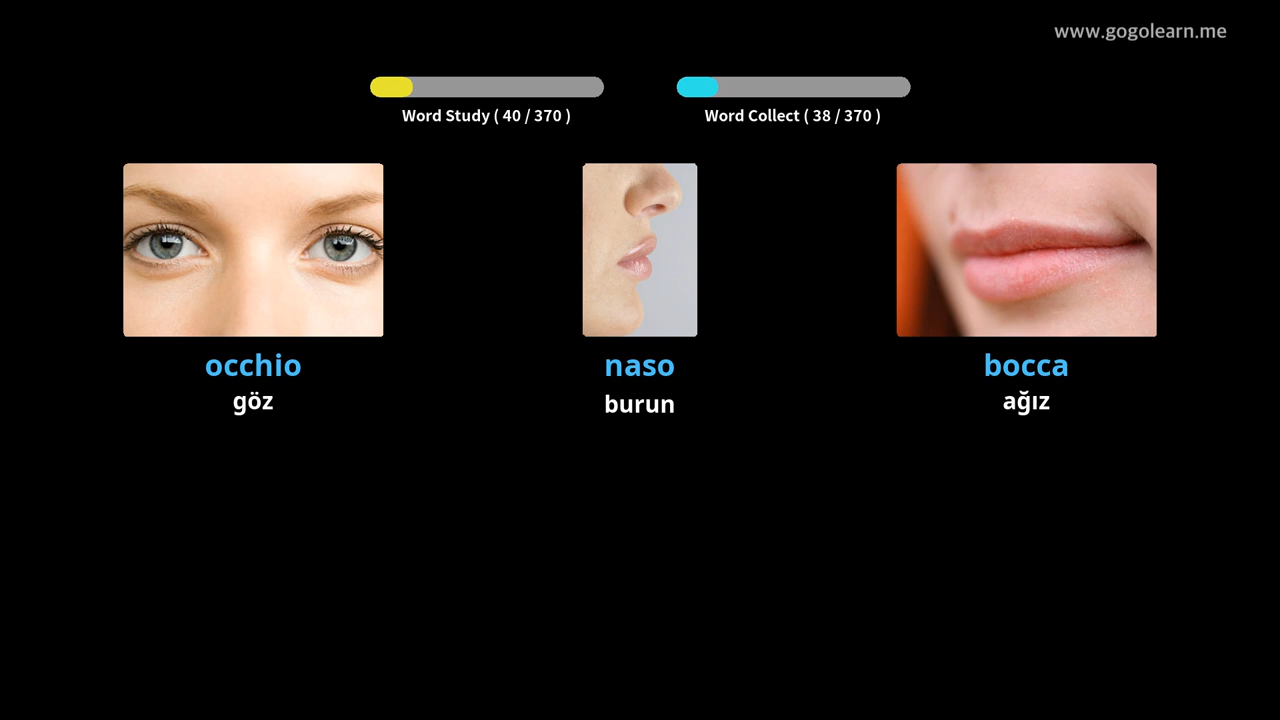 www.gogolearn.me
Word Study ( 40 / 370 )
Word Collect ( 38 / 370 )
occhio
göz
naso
burun
bocca
ağız